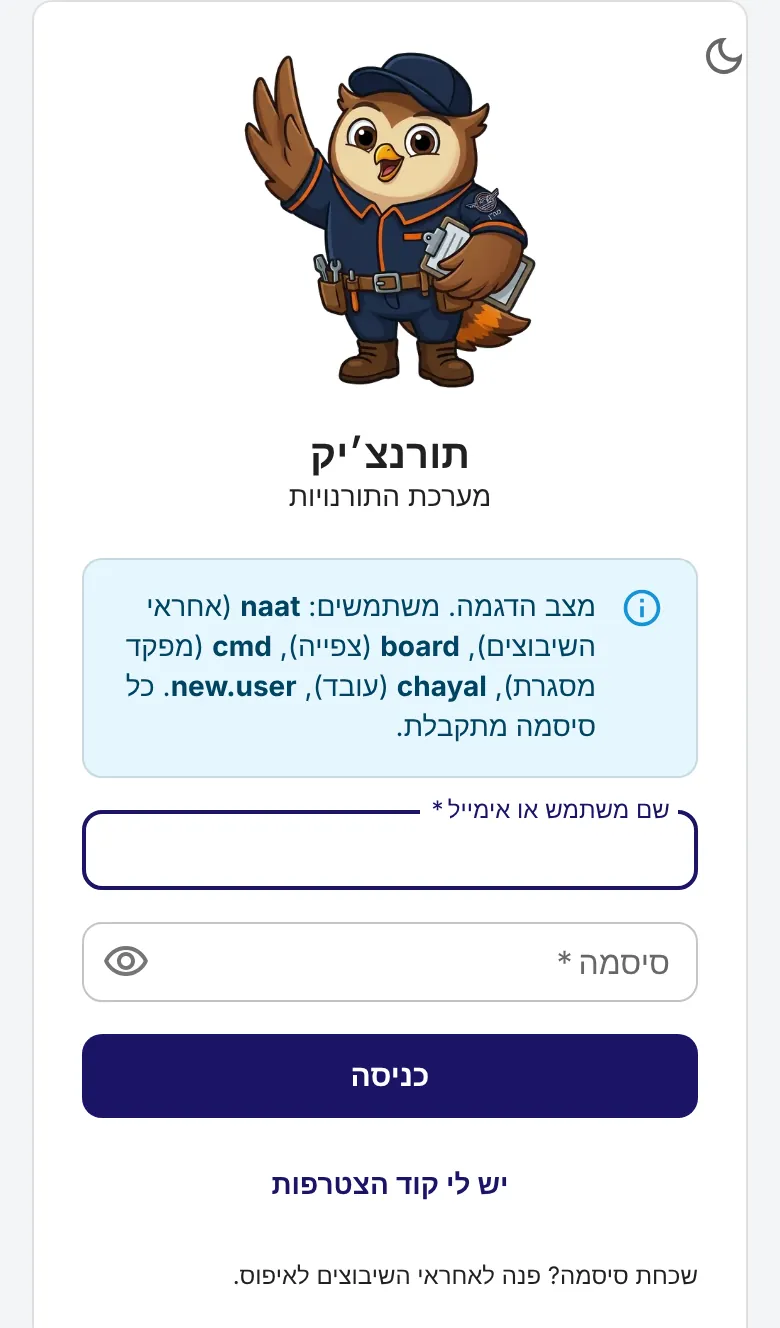 תורנצ׳יק
מערכת התורנויות
מצב הדגמה. משתמשים: naat (אחראי
השיבוצים), board (צפייה), cmd (מפקד
מסגרת), chayal (עובד), new.user. כל
סיסמה מתקבלת.
שם משתמש או אימייל *
סיסמה *
כניסה
יש לי קוד הצטרפות
שכחת סיסמה? פנה לאחראי השיבוצים לאיפוס.